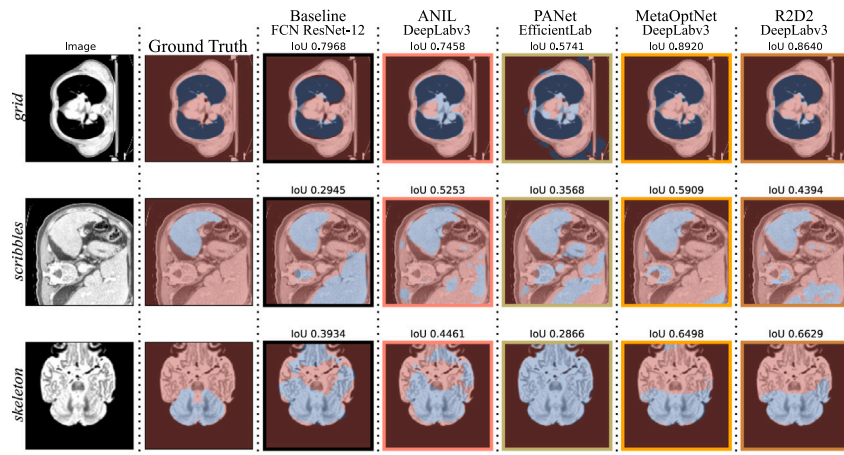 Image
Ground Truth
Baseline
FCN ResNet-12
IoU 0.7968
ANIL
DeepLabv3
IoU 0.7458
PANet
EfficientLab
IoU 0.5741
MetaOptNet
DeepLabv3
IoU 0.8920
R2D2
DeepLabv3
IoU 0.8640
grid
scribbles
IoU 0.2945
IoU 0.5253
IoU 0.3568
IoU 0.5909
IoU 0.4394
skeleton
IoU 0.3934
IoU 0.4461
IoU 0.2866
IoU 0.6498
IoU 0.6629